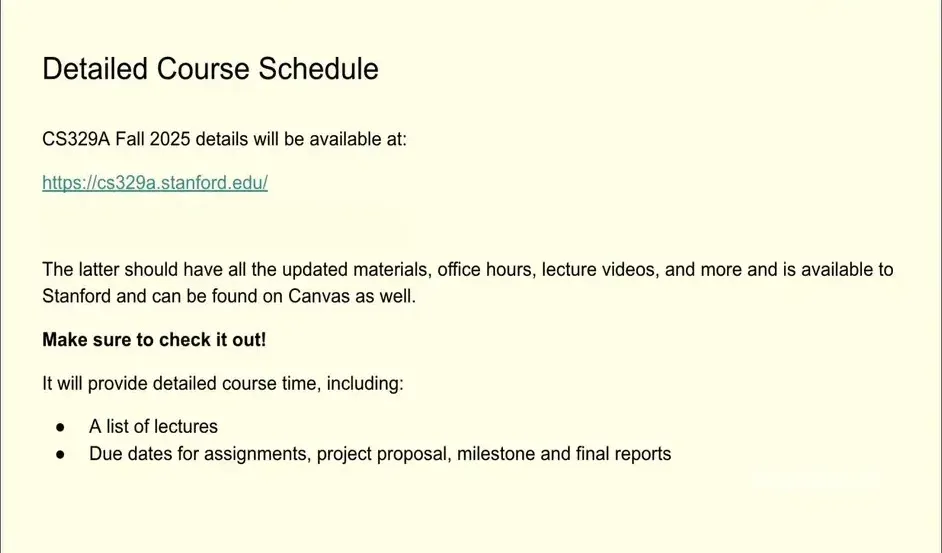 Detailed Course Schedule
CS329A Fall 2025 details will be available at:
https://cs329a.stanford.edu/
The latter should have all the updated materials, office hours, lecture videos, and more and is available to
Stanford and can be found on Canvas as well.
Make sure to check it out!
It will provide detailed course time, including:
● A list of lectures
● Due dates for assignments, project proposal, milestone and final reports